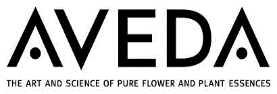 AVEDA
THE ART AND SCIENCE OF PURE FLOWER AND PLANT ESSENCES